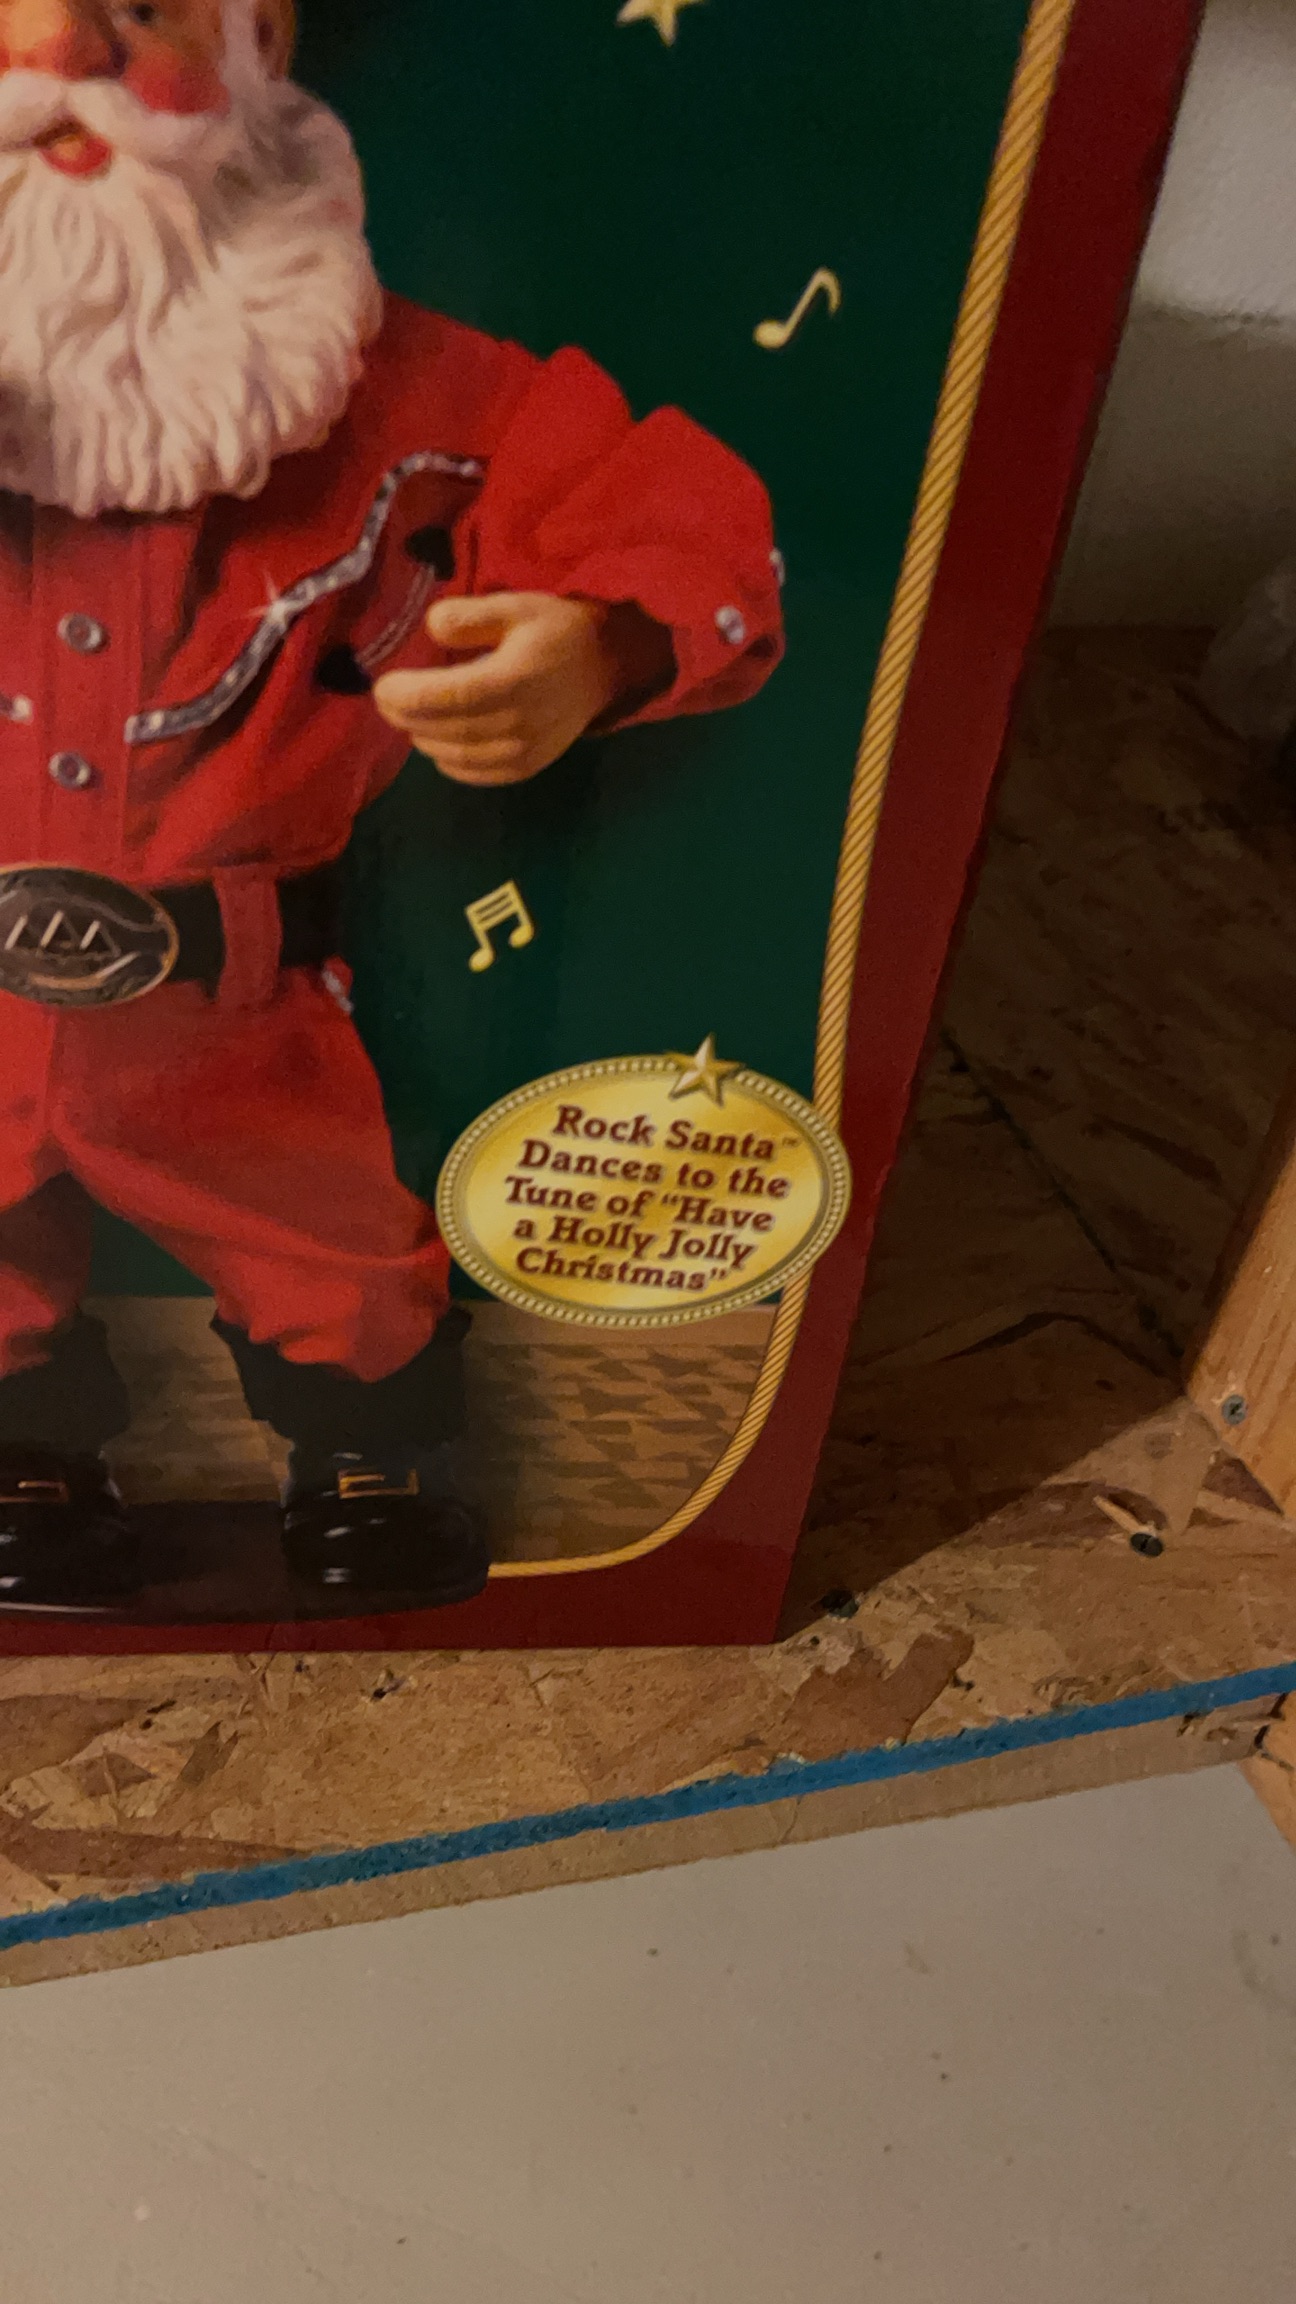 Rock Santa™
Dances to the
Tune of “Have
a Holly Jolly
Christmas”